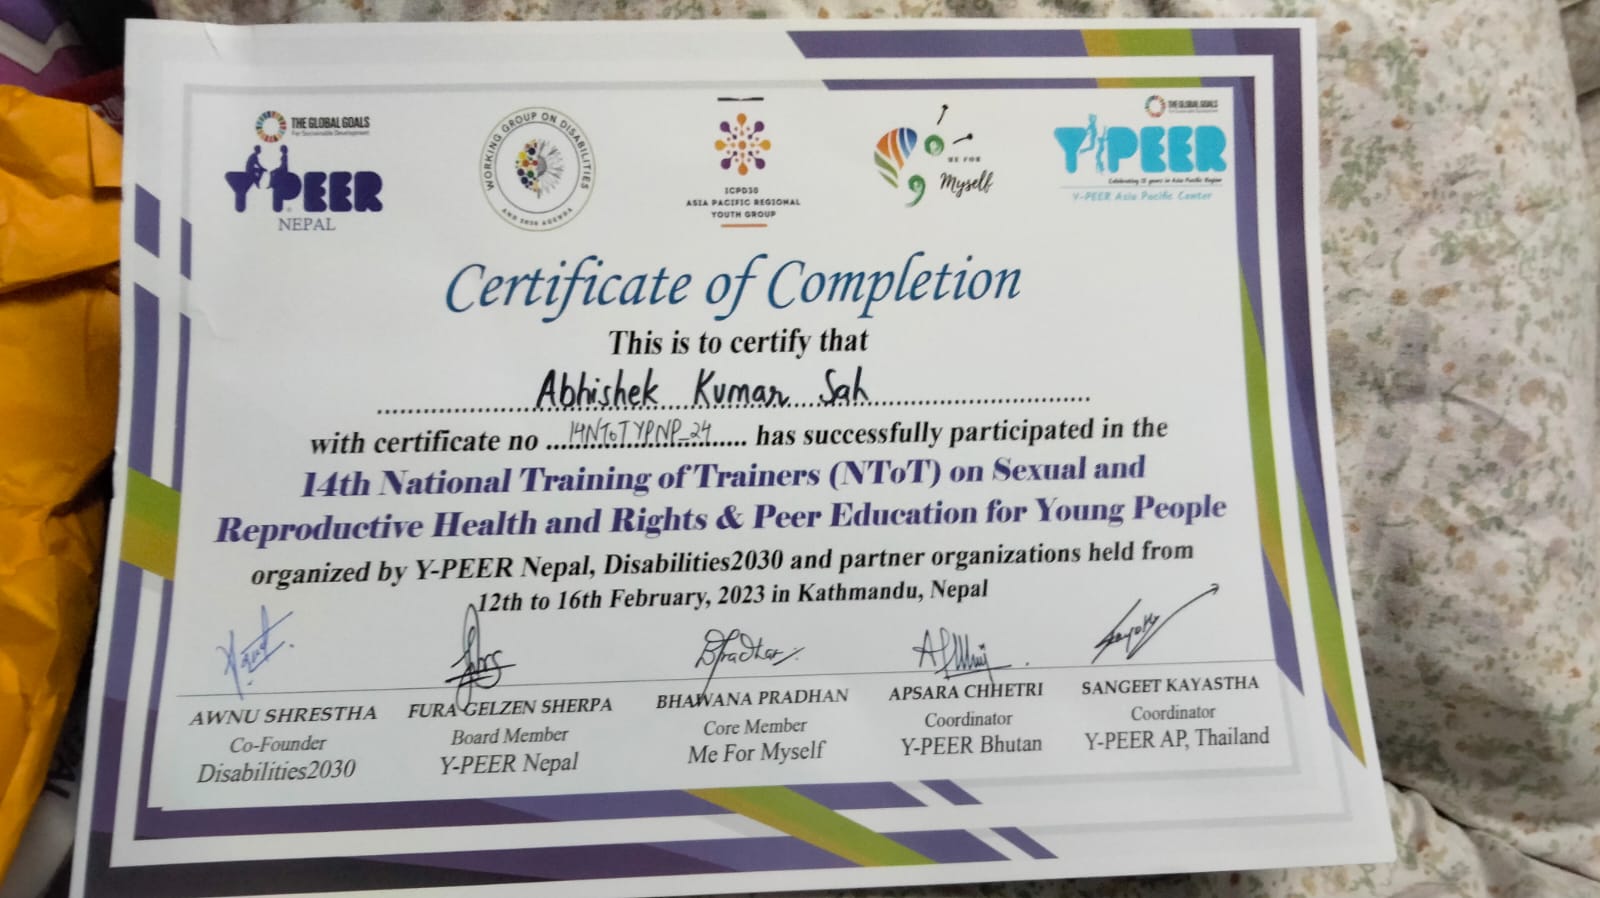 THE GLOBAL GOALS
For Sustainable Development
Y-PEER
NEPAL
WORKING GROUP ON DISABILITIES
AND 2030 AGENDA
ICPD30
ASIA PACIFIC REGIONAL
YOUTH GROUP
ME FOR
Myself
THE GLOBAL GOALS
Y-PEER
Celebrating 15 years in Asia Pacific Region
Y-PEER Asia Pacific Center
Certificate of Completion
This is to certify that
Abhishek Kumar Sah
with certificate no ...14NToTYPNP_24... has successfully participated in the
14th National Training of Trainers (NToT) on Sexual and
Reproductive Health and Rights & Peer Education for Young People
organized by Y-PEER Nepal, Disabilities2030 and partner organizations held from
12th to 16th February, 2023 in Kathmandu, Nepal
AWNU SHRESTHA
Co-Founder
Disabilities2030
FURA GELZEN SHERPA
Board Member
Y-PEER Nepal
BHAWANA PRADHAN
Core Member
Me For Myself
APSARA CHHETRI
Coordinator
Y-PEER Bhutan
SANGEET KAYASTHA
Coordinator
Y-PEER AP, Thailand